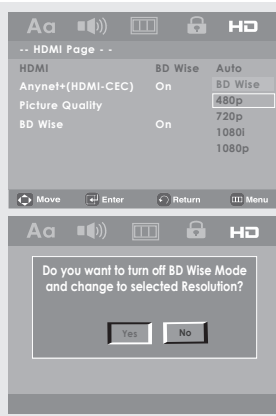 Aa HD
-- HDMI Page - -
HDMI BD Wise Auto
Anynet+(HDMI-CEC) On BD Wise
Picture Quality 480p
BD Wise On 720p
1080i
1080p
Move Enter Return Menu
Aa HD
Do you want to turn off BD Wise Mode
and change to selected Resolution?
Yes No